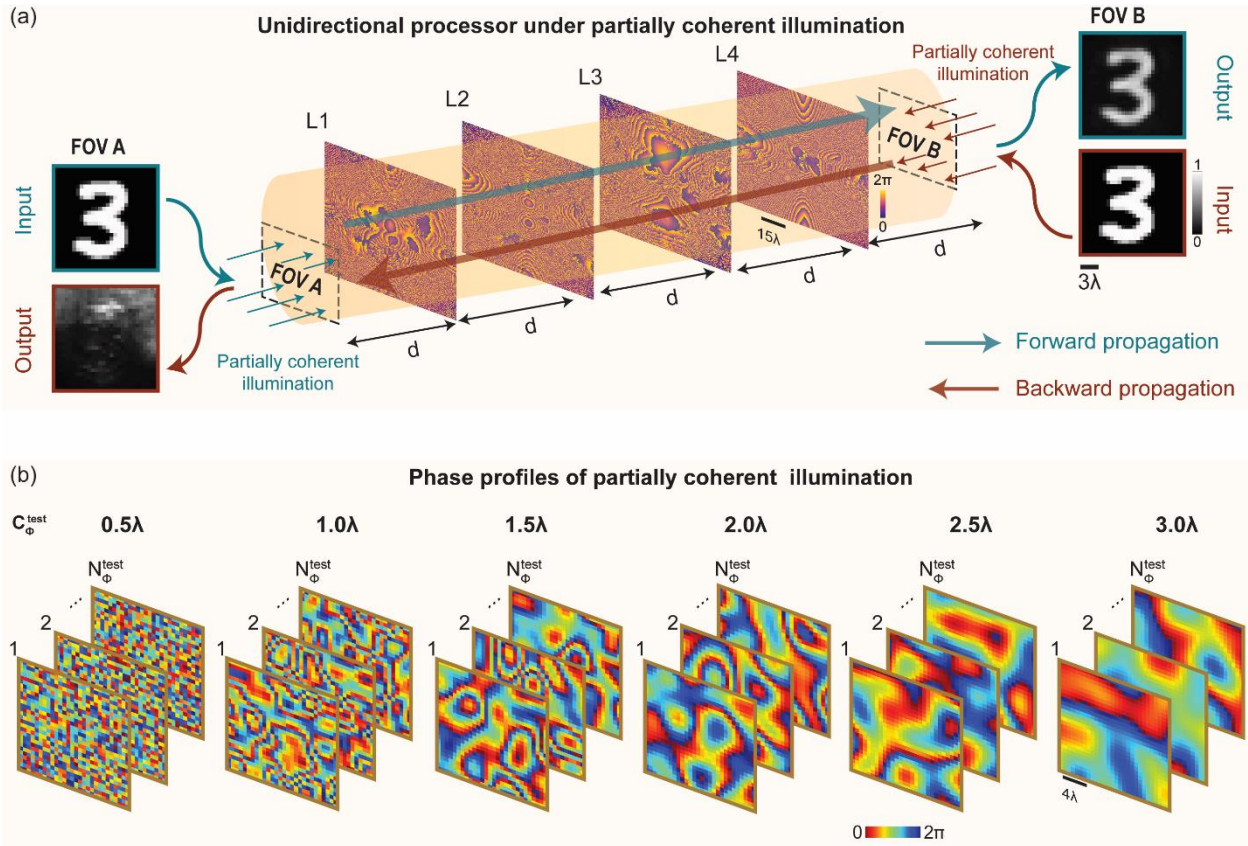 (a)
Unidirectional processor under partially coherent illumination
FOV B
Partially coherent
illumination
L4
L3
L2
L1
Output
FOV A
FOV B
Input
2π
0
1
0
15λ
3λ
d
d
d
d
d
Input
FOV A
Output
Partially coherent
illumination
Forward propagation
Backward propagation
(b)
Phase profiles of partially coherent illumination
C_Φ^test 0.5λ 1.0λ 1.5λ 2.0λ 2.5λ 3.0λ
N_Φ^test N_Φ^test N_Φ^test N_Φ^test N_Φ^test N_Φ^test
... ... ... ... ... ...
2 2 2 2 2 2
1 1 1 1 1 1
4λ
0 2π
3
3
3